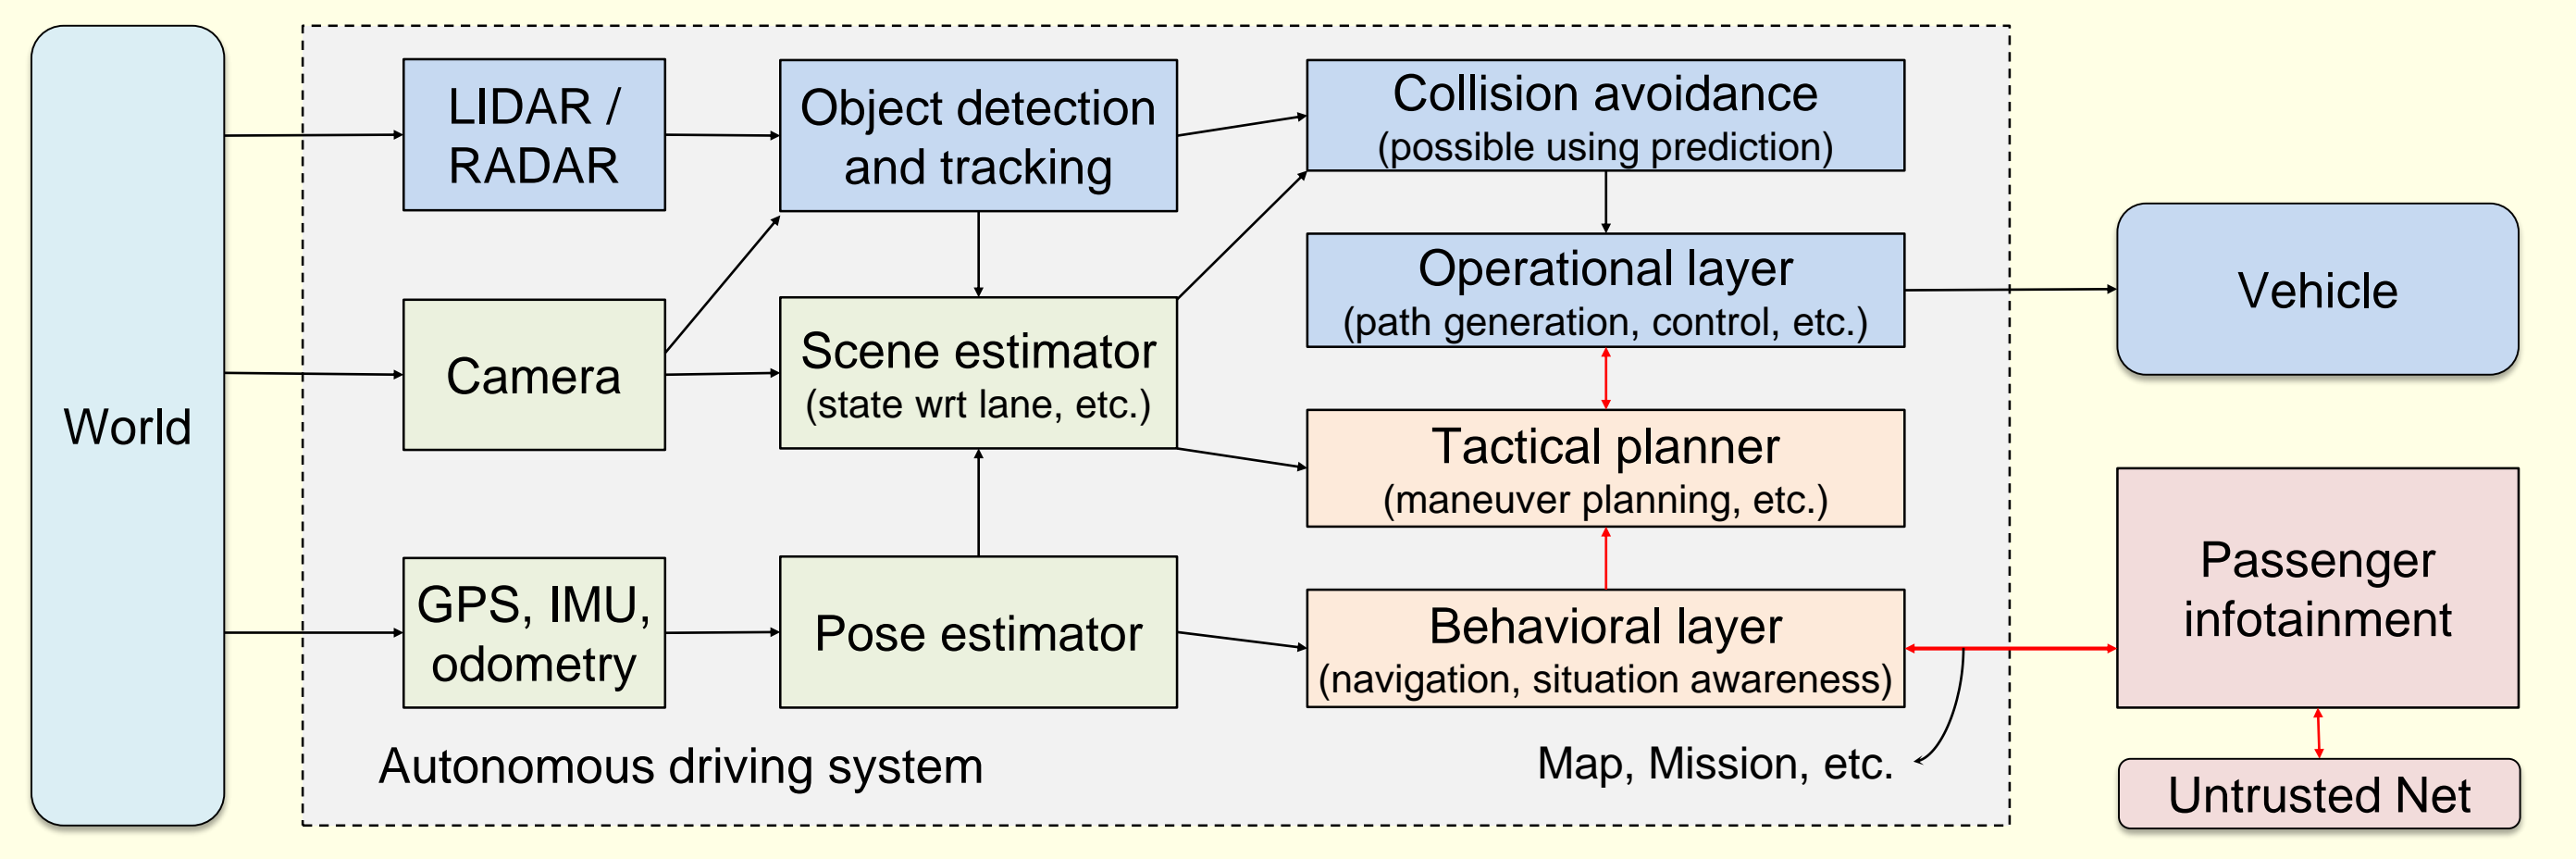 World
LIDAR /
RADAR
Object detection
and tracking
Collision avoidance
(possible using prediction)
Operational layer
(path generation, control, etc.)
Vehicle
Camera
Scene estimator
(state wrt lane, etc.)
Tactical planner
(maneuver planning, etc.)
GPS, IMU,
odometry
Pose estimator
Behavioral layer
(navigation, situation awareness)
Passenger
infotainment
Autonomous driving system
Map, Mission, etc.
Untrusted Net